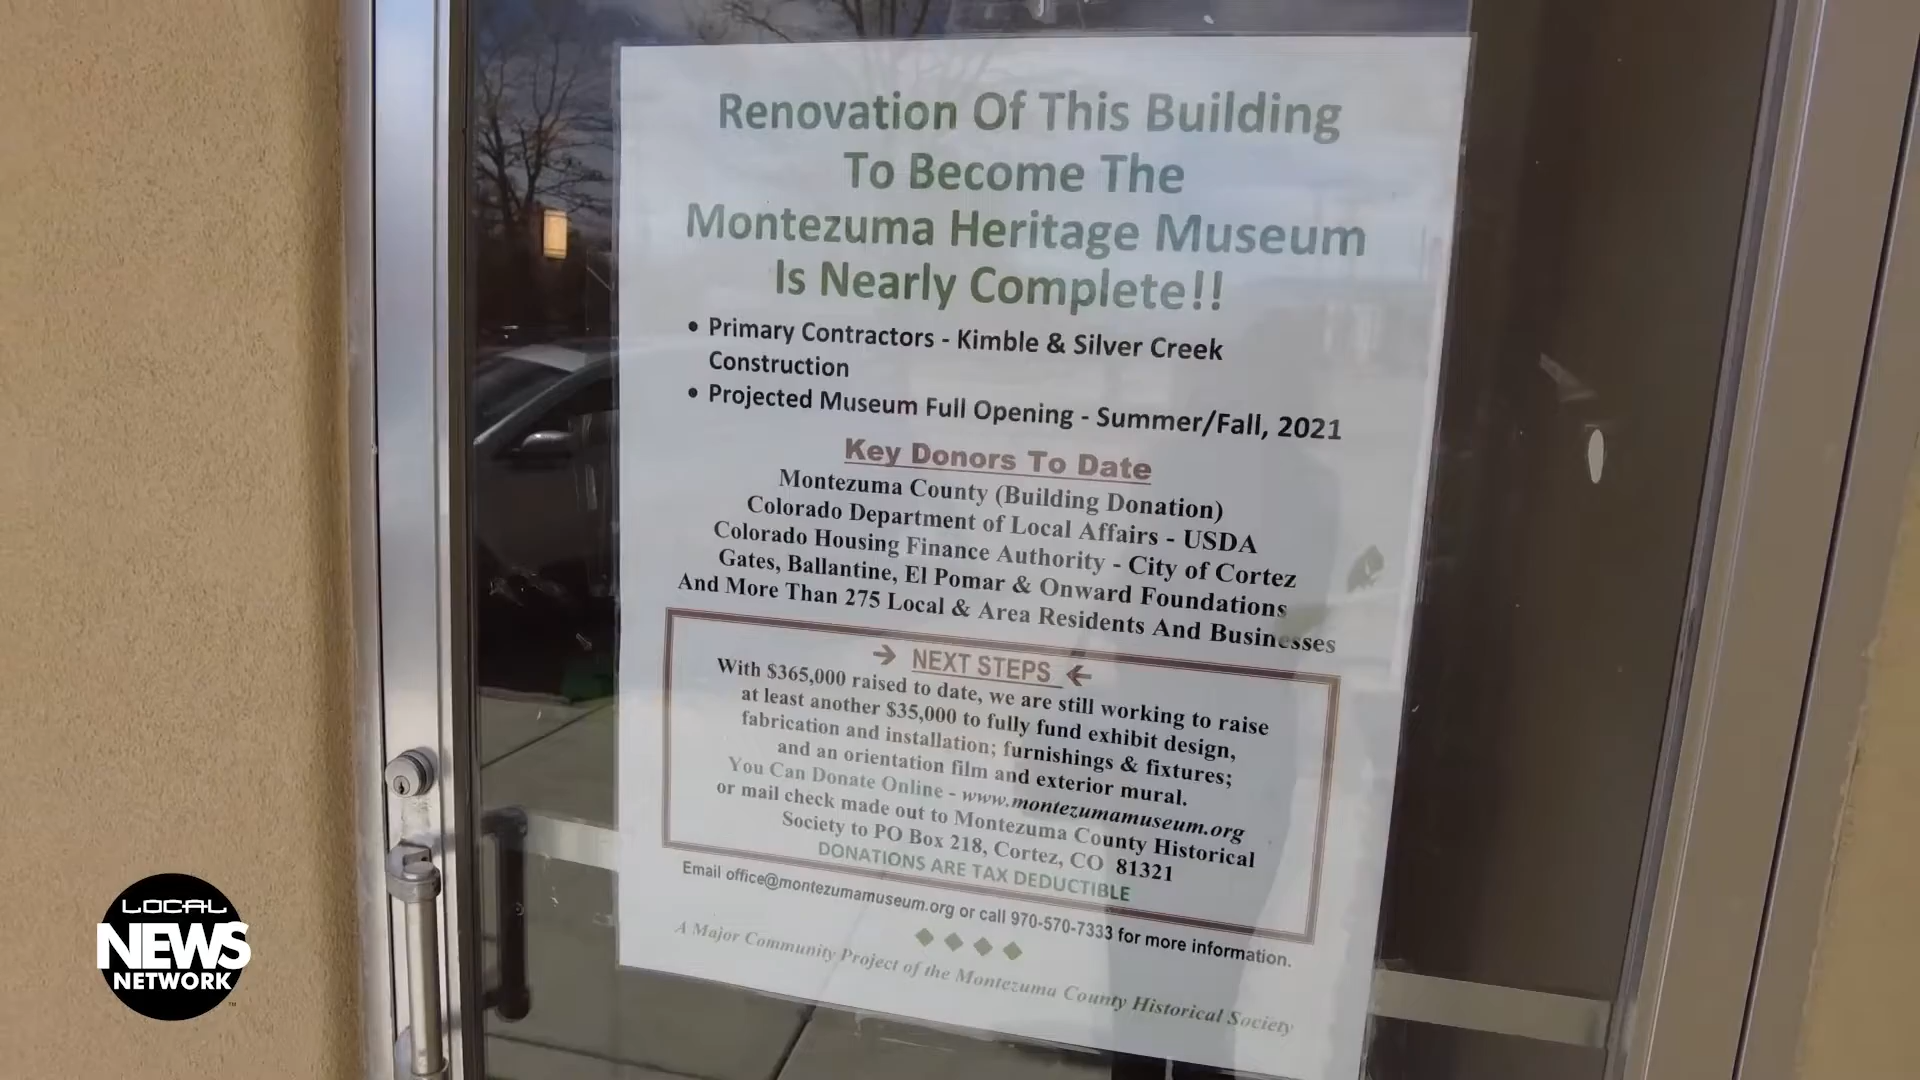 Renovation Of This Building
To Become The
Montezuma Heritage Museum
Is Nearly Complete!!
• Primary Contractors - Kimble & Silver Creek
Construction
• Projected Museum Full Opening - Summer/Fall, 2021
Key Donors To Date
Montezuma County (Building Donation)
Colorado Department of Local Affairs - USDA
Colorado Housing Finance Authority - City of Cortez
Gates, Ballantine, El Pomar & Onward Foundations
And More Than 275 Local & Area Residents And Businesses
→ NEXT STEPS ←
With $365,000 raised to date, we are still working to raise
at least another $35,000 to fully fund exhibit design,
fabrication and installation; furnishings & fixtures;
and an orientation film and exterior mural.
You Can Donate Online - www.montezumamuseum.org
or mail check made out to Montezuma County Historical
Society to PO Box 218, Cortez, CO 81321
DONATIONS ARE TAX DEDUCTIBLE
Email office@montezumamuseum.org or call 970-570-7333 for more information.
A Major Community Project of the Montezuma County Historical Society
LOCAL
NEWS
NETWORK
™